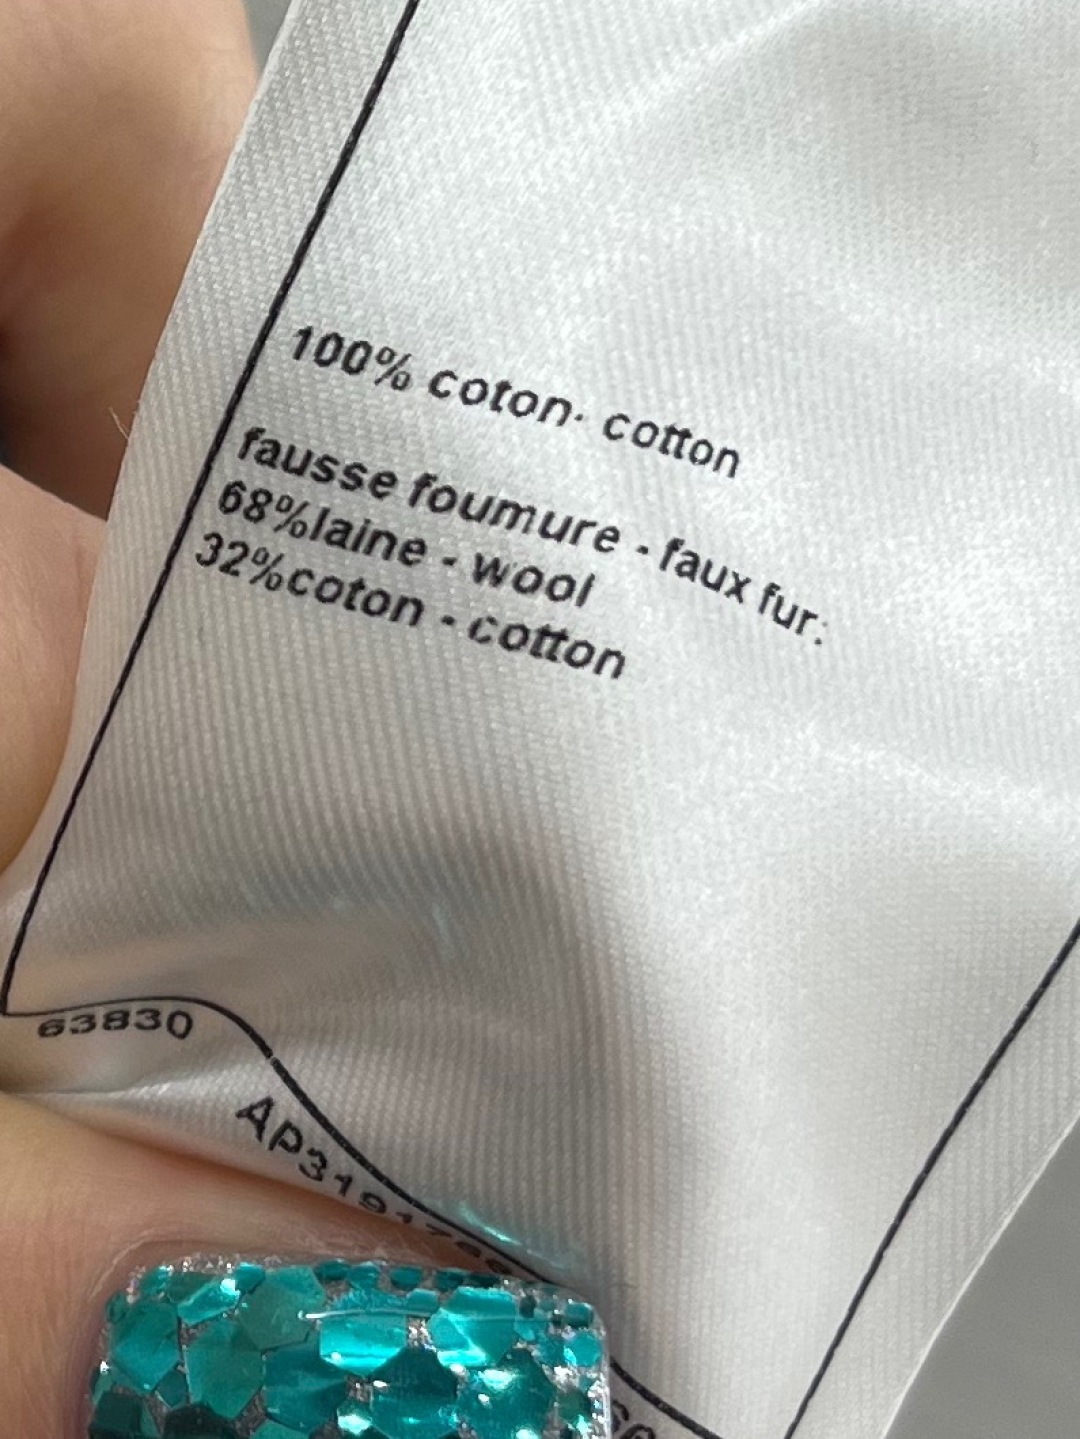 100% coton- cotton
fausse foumure - faux fur:
68%laine - wool
32%coton - cotton
63830